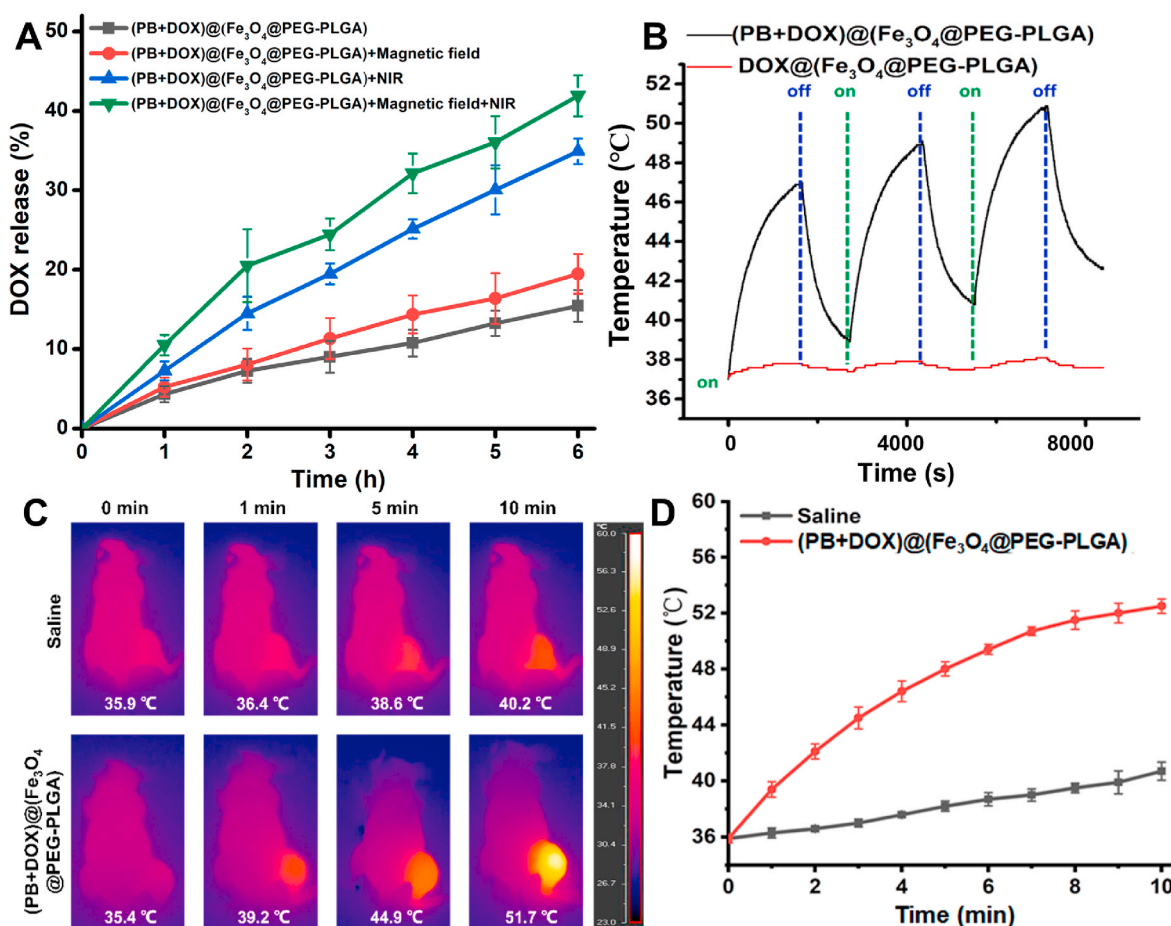 A
(PB+DOX)@(Fe₃O₄@PEG-PLGA)
(PB+DOX)@(Fe₃O₄@PEG-PLGA)+Magnetic field
(PB+DOX)@(Fe₃O₄@PEG-PLGA)+NIR
(PB+DOX)@(Fe₃O₄@PEG-PLGA)+Magnetic field+NIR
DOX release (%)
50
40
30
20
10
0
0 1 2 3 4 5 6
Time (h)
B
(PB+DOX)@(Fe₃O₄@PEG-PLGA)
DOX@(Fe₃O₄@PEG-PLGA)
off on off on off
on
Temperature (°C)
52
50
48
46
44
42
40
38
36
0 4000 8000
Time (s)
C
0 min 1 min 5 min 10 min
Saline
35.9 ℃ 36.4 ℃ 38.6 ℃ 40.2 ℃
(PB+DOX)@(Fe₃O₄
@PEG-PLGA)
35.4 ℃ 39.2 ℃ 44.9 ℃ 51.7 ℃
℃
60.0
56.3
52.6
48.9
45.2
41.5
37.8
34.1
30.4
26.7
23.0
D
Saline
(PB+DOX)@(Fe₃O₄@PEG-PLGA)
Temperature (℃)
60
56
52
48
44
40
36
0 2 4 6 8 10
Time (min)